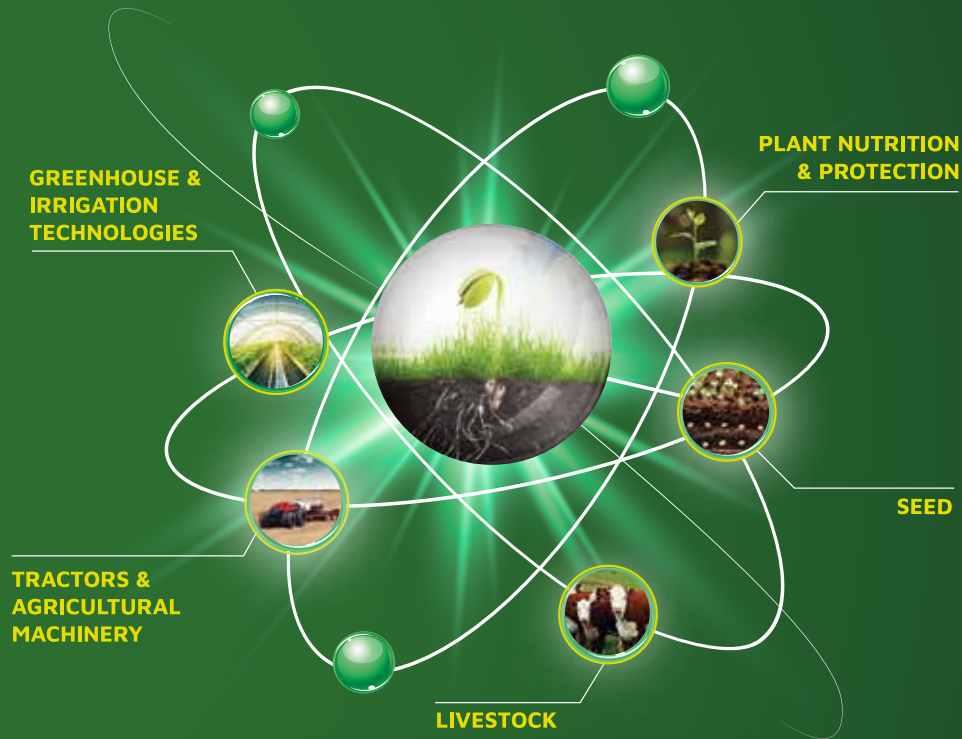 PLANT NUTRITION
& PROTECTION
GREENHOUSE &
IRRIGATION
TECHNOLOGIES
SEED
TRACTORS &
AGRICULTURAL
MACHINERY
LIVESTOCK